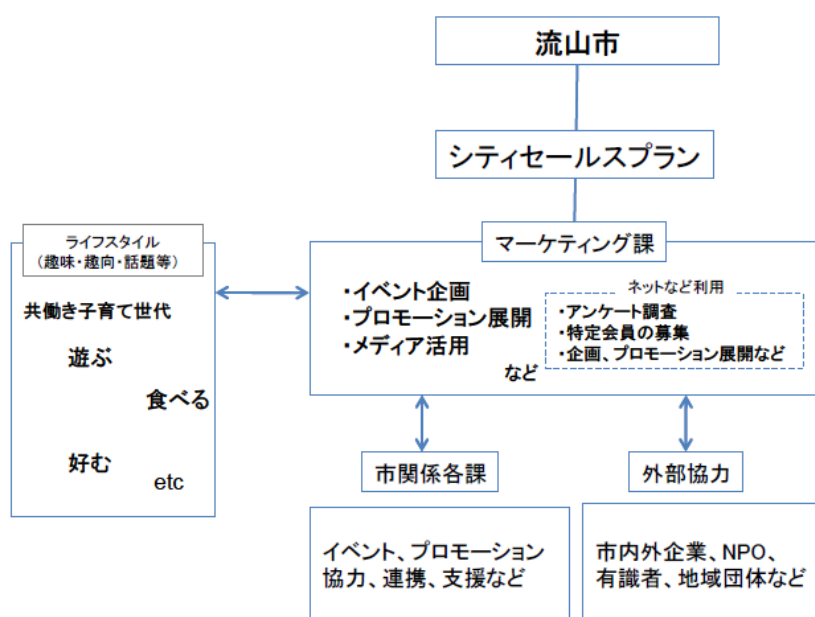 流山市
シティセールスプラン
マーケティング課
ライフスタイル
(趣味・趣向・話題等)
共働き子育て世代
遊ぶ
食べる
好む
etc
・イベント企画
・プロモーション展開
・メディア活用
など
ネットなど利用
・アンケート調査
・特定会員の募集
・企画、プロモーション展開など
市関係各課
イベント、プロモーション
協力、連携、支援など
外部協力
市内外企業、NPO、
有識者、地域団体など